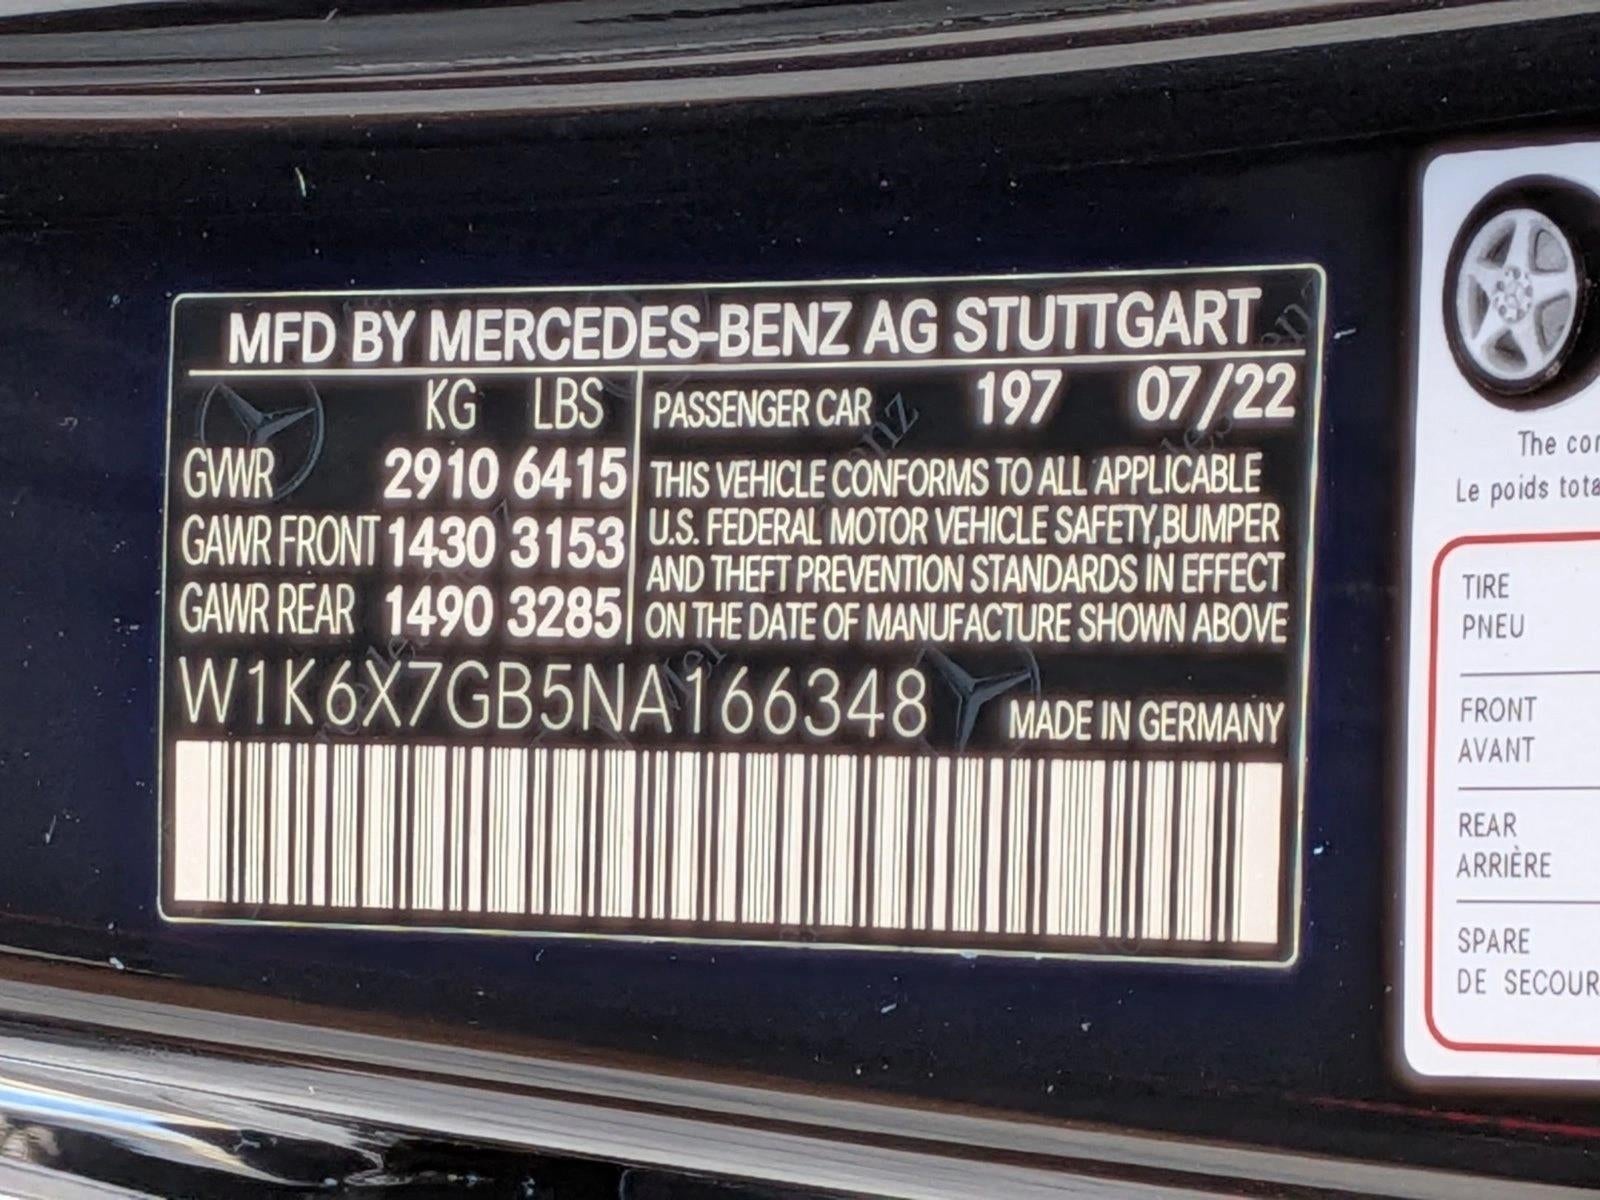 MFD BY MERCEDES-BENZ AG STUTTGART
KG LBS
GVWR 2910 6415
GAWR FRONT 1430 3153
GAWR REAR 1490 3285
PASSENGER CAR 197 07/22
THIS VEHICLE CONFORMS TO ALL APPLICABLE
U.S. FEDERAL MOTOR VEHICLE SAFETY,BUMPER
AND THEFT PREVENTION STANDARDS IN EFFECT
ON THE DATE OF MANUFACTURE SHOWN ABOVE
W1K6X7GB5NA166348
MADE IN GERMANY
The
Le poids
TIRE
PNEU
FRONT
AVANT
REAR
ARRIÈRE
SPARE
DE